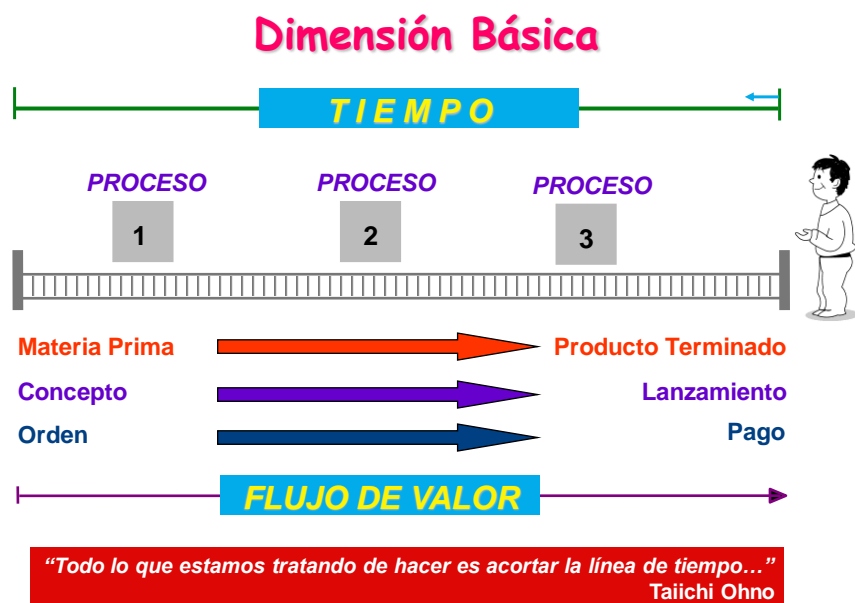 Dimensión Básica
T I E M P O
PROCESO PROCESO PROCESO
1 2 3
Materia Prima Producto Terminado
Concepto Lanzamiento
Orden Pago
FLUJO DE VALOR
“Todo lo que estamos tratando de hacer es acortar la línea de tiempo…”
Taiichi Ohno